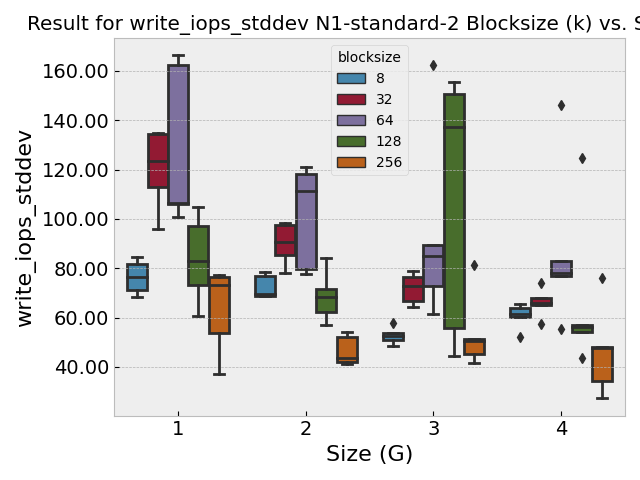 Result for write_iops_stddev N1-standard-2 Blocksize (k) vs. S
write_iops_stddev
160.00
140.00
120.00
100.00
80.00
60.00
40.00
blocksize
8
32
64
128
256
1 2 3 4
Size (G)